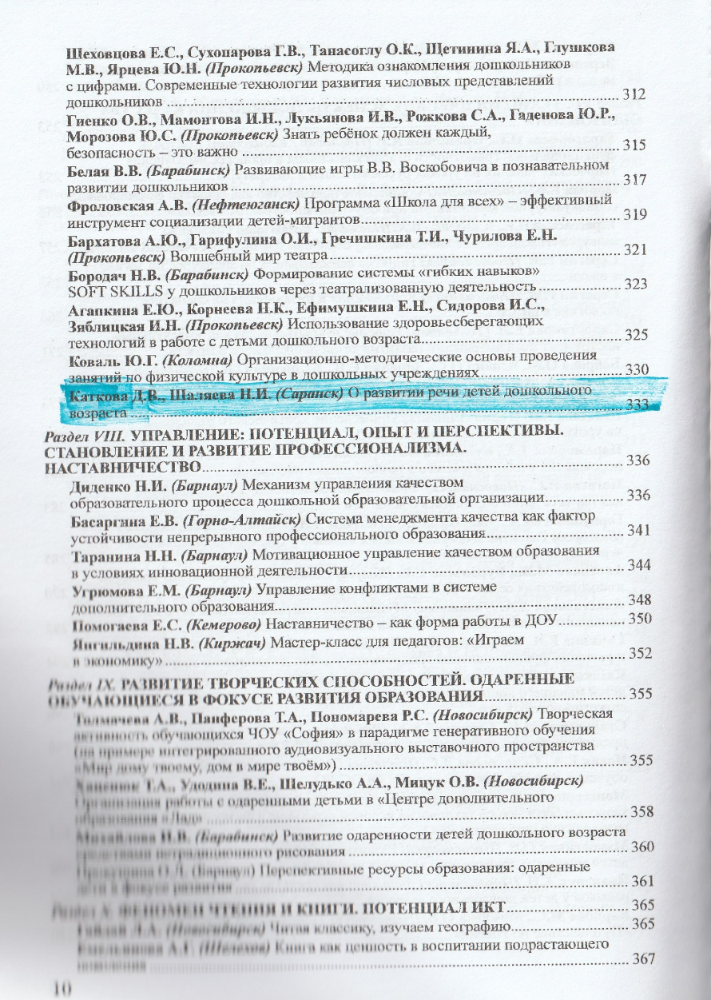 Шеховцова Е.С., Сухопарова Г.В., Танасоглу О.К., Щетинина Я.А., Глушкова
М.В., Ярцева Ю.Н. (Прокопьевск) Методика ознакомления дошкольников
с цифрами. Современные технологии развития числовых представлений
дошкольников ........ 312
Гиенко О.В., Мамонтова И.Н., Лукьянова И.В., Рожкова С.А., Гаденова Ю.Р.,
Морозова Ю.С. (Прокопьевск) Знать ребёнок должен каждый,
безопасность – это важно ........ 315
Белая В.В. (Барабинск) Развивающие игры В.В. Воскобовича в познавательном
развитии дошкольников ........ 317
Фроловская А.В. (Нефтеюганск) Программа «Школа для всех» – эффективный
инструмент социализации детей-мигрантов ........ 319
Бархатова А.Ю., Гарифулина О.И., Гречишкина Т.И., Чурилова Е.Н.
(Прокопьевск) Волшебный мир театра ........ 321
Бородач Н.В. (Барабинск) Формирование системы «гибких навыков»
SOFT SKILLS у дошкольников через театрализованную деятельность ........ 323
Агапкина Е.Ю., Корнеева Н.К., Ефимушкина Е.Н., Сидорова И.С.,
Зяблицкая И.Н. (Прокопьевск) Использование здоровьесберегающих
технологий в работе с детьми дошкольного возраста ........ 325
Коваль Ю.Г. (Коломна) Организационно-методичеческие основы проведения
занятий по физической культуре в дошкольных учреждениях ........ 330
Каткова Д.В., Шаляева Н.И. (Саранск) О развитии речи детей дошкольного
возраста ........ 333
Раздел VIII. УПРАВЛЕНИЕ: ПОТЕНЦИАЛ, ОПЫТ И ПЕРСПЕКТИВЫ.
СТАНОВЛЕНИЕ И РАЗВИТИЕ ПРОФЕССИОНАЛИЗМА.
НАСТАВНИЧЕСТВО ........ 336
Диденко Н.И. (Барнаул) Механизм управления качеством
образовательного процесса дошкольной образовательной организации ........ 336
Басаргина Е.В. (Горно-Алтайск) Система менеджмента качества как фактор
устойчивости непрерывного профессионального образования ........ 341
Таранина Н.Н. (Барнаул) Мотивационное управление качеством образования
в условиях инновационной деятельности ........ 344
Угрюмова Е.М. (Барнаул) Управление конфликтами в системе
дополнительного образования ........ 348
Помогаева Е.С. (Кемерово) Наставничество – как форма работы в ДОУ ........ 350
Янгильдина Н.В. (Киржач) Мастер-класс для педагогов: «Играем
в экономику» ........ 352
Раздел IX. РАЗВИТИЕ ТВОРЧЕСКИХ СПОСОБНОСТЕЙ. ОДАРЕННЫЕ
ОБУЧАЮЩИЕСЯ В ФОКУСЕ РАЗВИТИЯ ОБРАЗОВАНИЯ ........ 355
Толмачева А.В., Панферова Т.А., Пономарева Р.С. (Новосибирск) Творческая
активность обучающихся ЧОУ «София» в парадигме генеративного обучения
(на примере интегрированного аудиовизуального выставочного пространства
«Мир дому твоему, дом в мире твоём») ........ 355
Т.А., Удодина В.Е., Шелудько А.А., Мицук О.В. (Новосибирск)
Организация работы с одаренными детьми в «Центре дополнительного
образования ........ 358
(Барабинск) Развитие одаренности детей дошкольного возраста
средствами нетрадиционного рисования ........ 360
(Барнаул) Перспективные ресурсы образования: одаренные
дети в фокусе развития ........ 361
ЧТЕНИЯ И КНИГИ. ПОТЕНЦИАЛ ИКТ ........ 365
(Новосибирск) Читая классику, изучаем географию ........ 365
Книга как ценность в воспитании подрастающего
поколения ........ 367
10